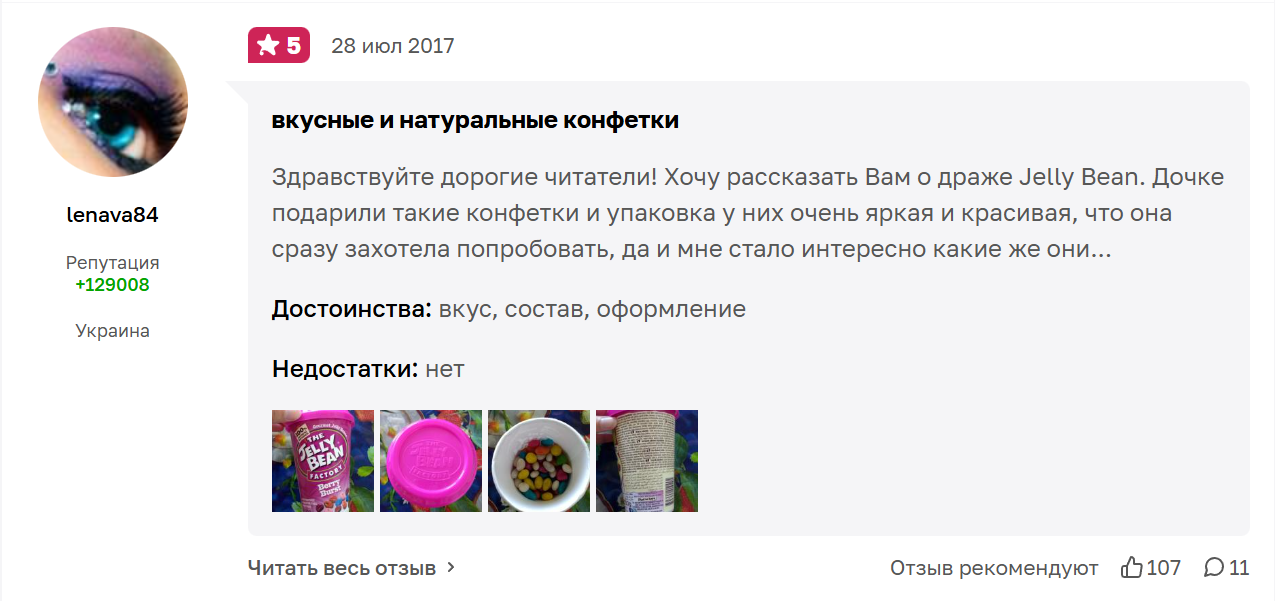 5 28 июл 2017
вкусные и натуральные конфетки
Здравствуйте дорогие читатели! Хочу рассказать Вам о драже Jelly Bean. Дочке
подарили такие конфетки и упаковка у них очень яркая и красивая, что она
сразу захотела попробовать, да и мне стало интересно какие же они...
lenava84
Репутация
+129008
Украина
Достоинства: вкус, состав, оформление
Недостатки: нет
THE
JELLY
BEAN
FACTORY
Berry
Burst
JELLY
BEAN
Читать весь отзыв
Отзыв рекомендуют 107 11